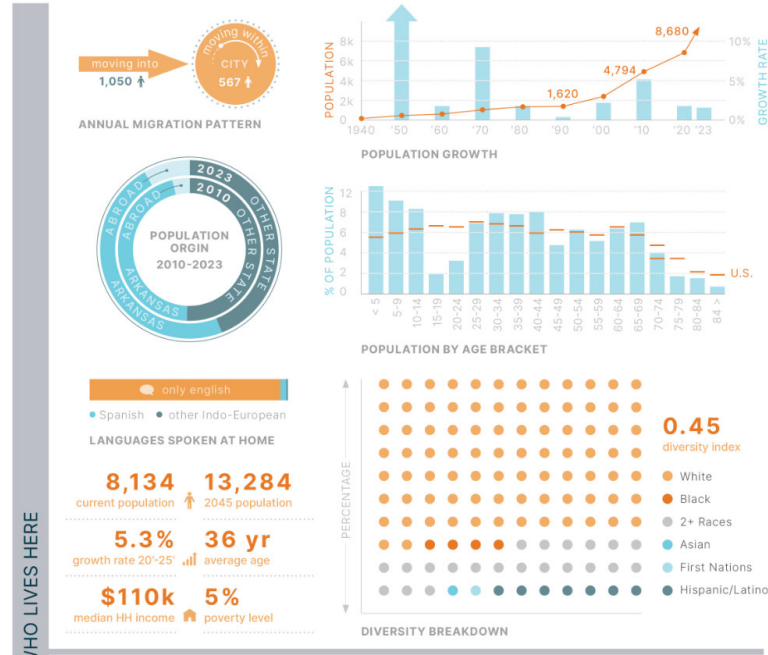 moving into
1,050
moving within
CITY
567
ANNUAL MIGRATION PATTERN
POPULATION
8k
6k
4k
2k
0
1940 '50 '60 '70 '80 '90 '00 '10 '20 '23
1,620
4,794
8,680
10%
5%
0%
GROWTH RATE
POPULATION GROWTH
2023
2010
OTHER STATE
OTHER STATE
ABROAD
ABROAD
ARKANSAS
ARKANSAS
POPULATION
ORGIN
2010-2023
% OF POPULATION
12
8
6
4
2
0
< 5 5-9 10-14 15-19 20-24 25-29 30-34 35-39 40-44 45-49 50-54 55-59 60-64 65-69 70-74 75-79 80-84 84 >
U.S.
POPULATION BY AGE BRACKET
only english
Spanish other Indo-European
LANGUAGES SPOKEN AT HOME
8,134
current population
13,284
2045 population
5.3%
growth rate 20'-25'
36 yr
average age
$110k
median HH income
5%
poverty level
PERCENTAGE
0.45
diversity index
White
Black
2+ Races
Asian
First Nations
Hispanic/Latino
DIVERSITY BREAKDOWN
WHO LIVES HERE